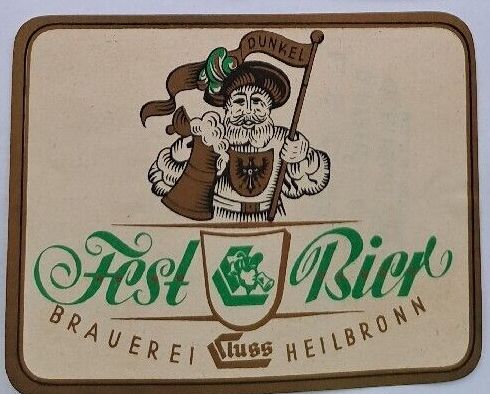 DUNKEL
Fest Bier
BRAUEREI Cluss HEILBRONN